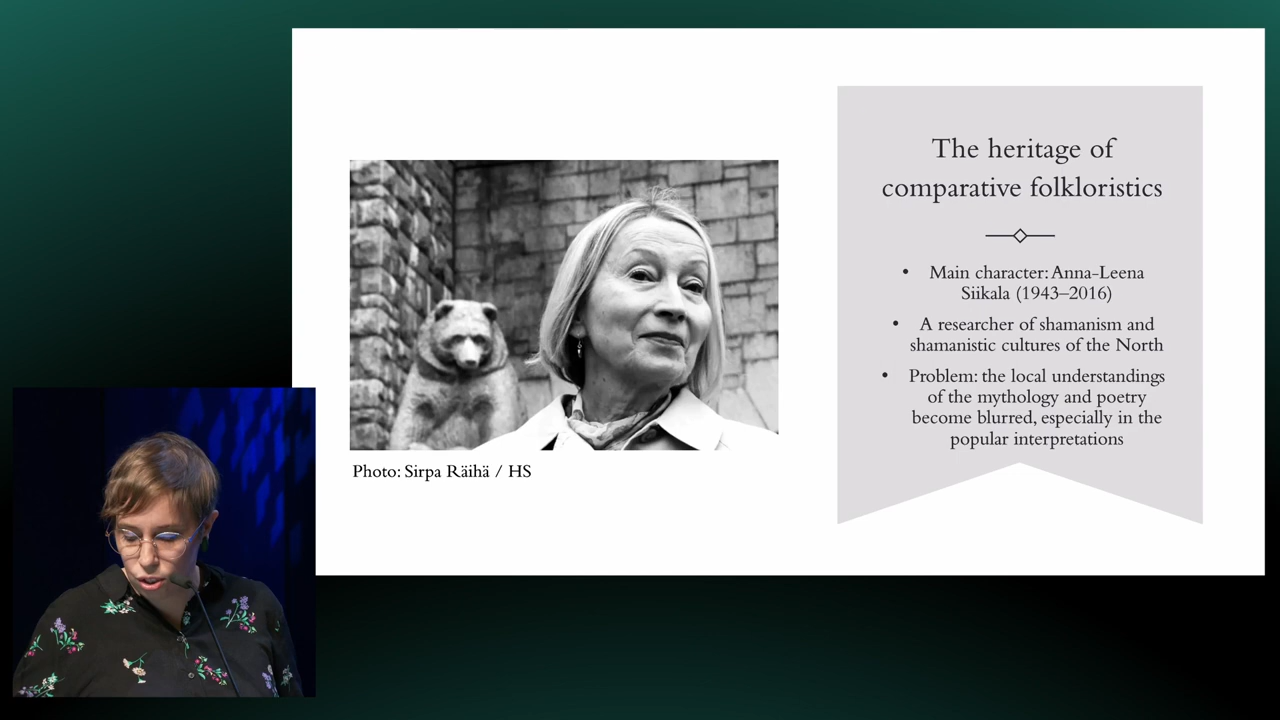 The heritage of
comparative folkloristics
• Main character: Anna-Leena
Siikala (1943–2016)
• A researcher of shamanism and
shamanistic cultures of the North
• Problem: the local understandings
of the mythology and poetry
become blurred, especially in the
popular interpretations
Photo: Sirpa Räihä / HS